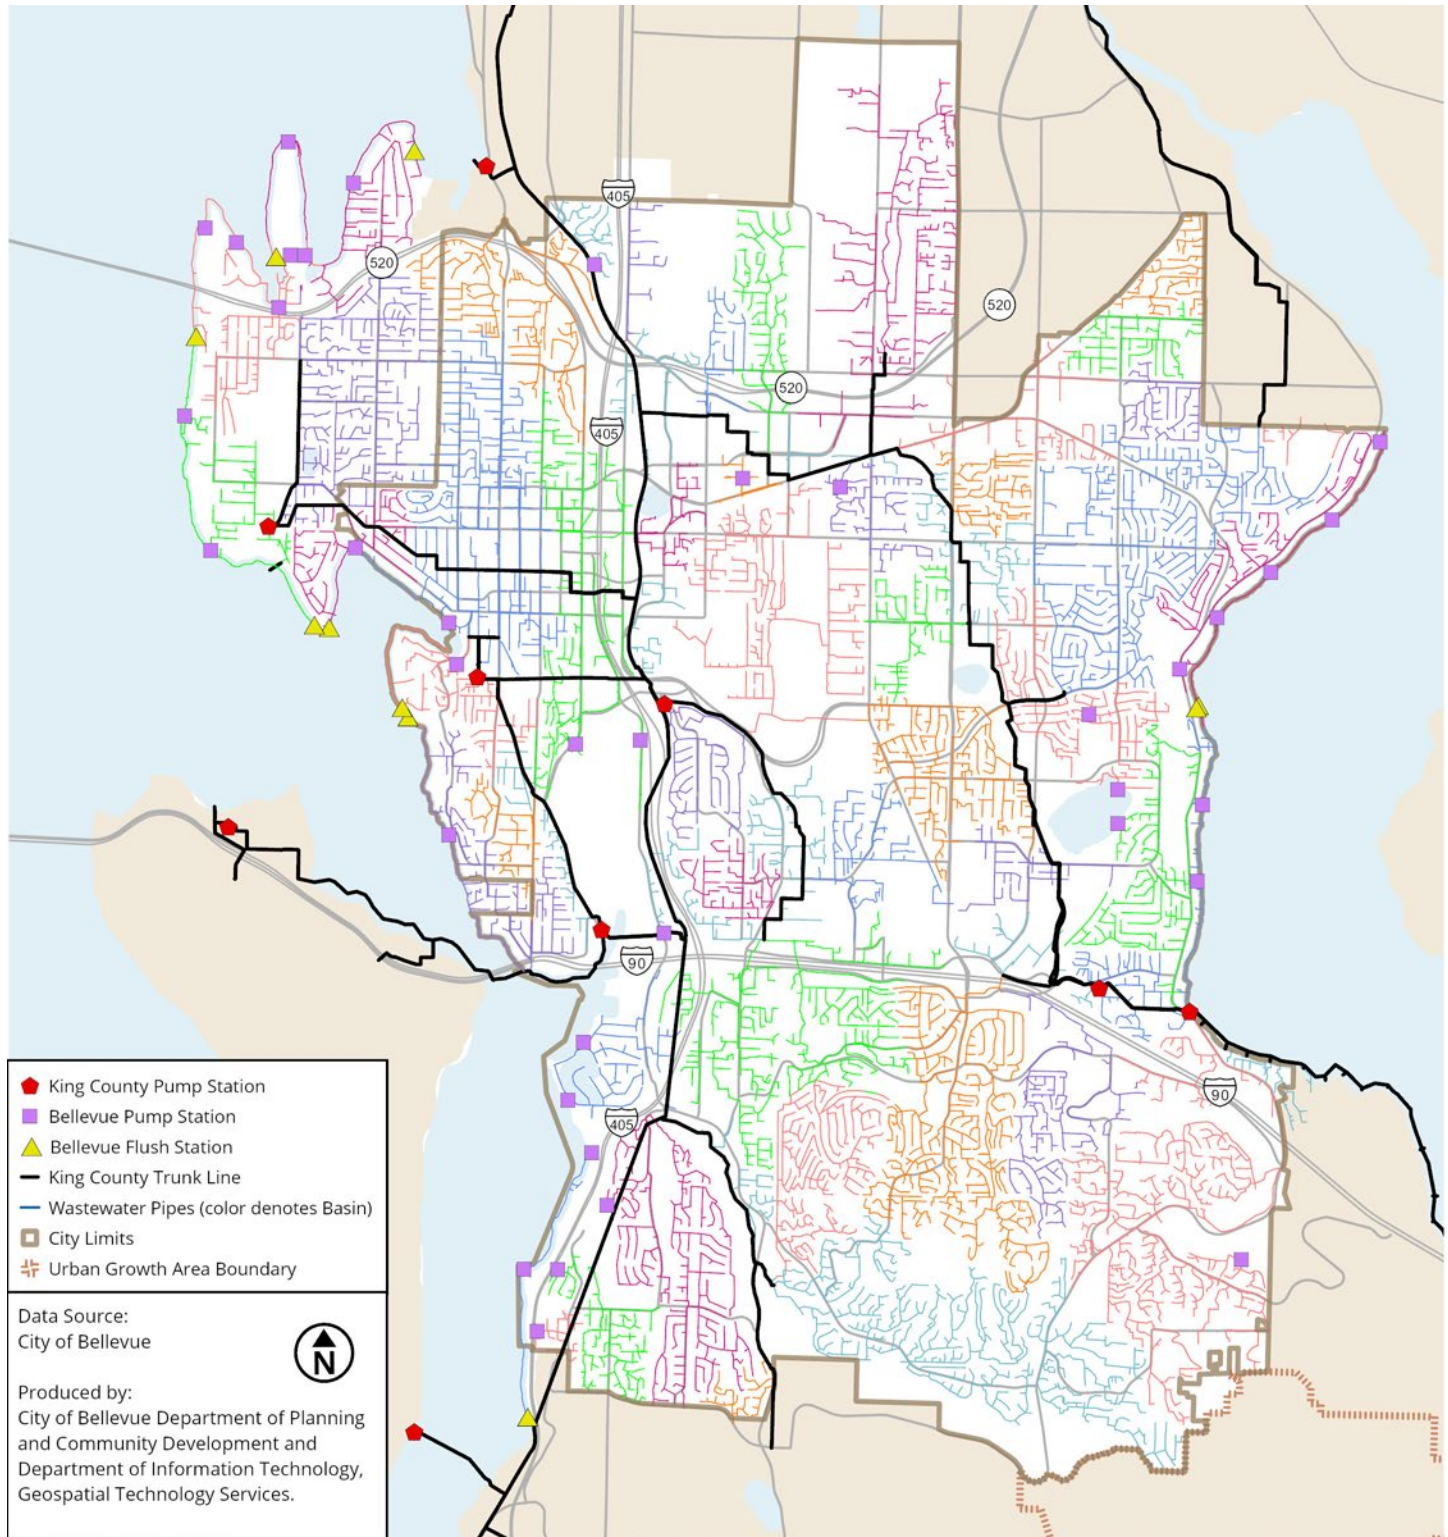 405
520
520
520
405
90
90
405
King County Pump Station
Bellevue Pump Station
Bellevue Flush Station
King County Trunk Line
Wastewater Pipes (color denotes Basin)
City Limits
Urban Growth Area Boundary
Data Source:
City of Bellevue
N
Produced by:
City of Bellevue Department of Planning
and Community Development and
Department of Information Technology,
Geospatial Technology Services.